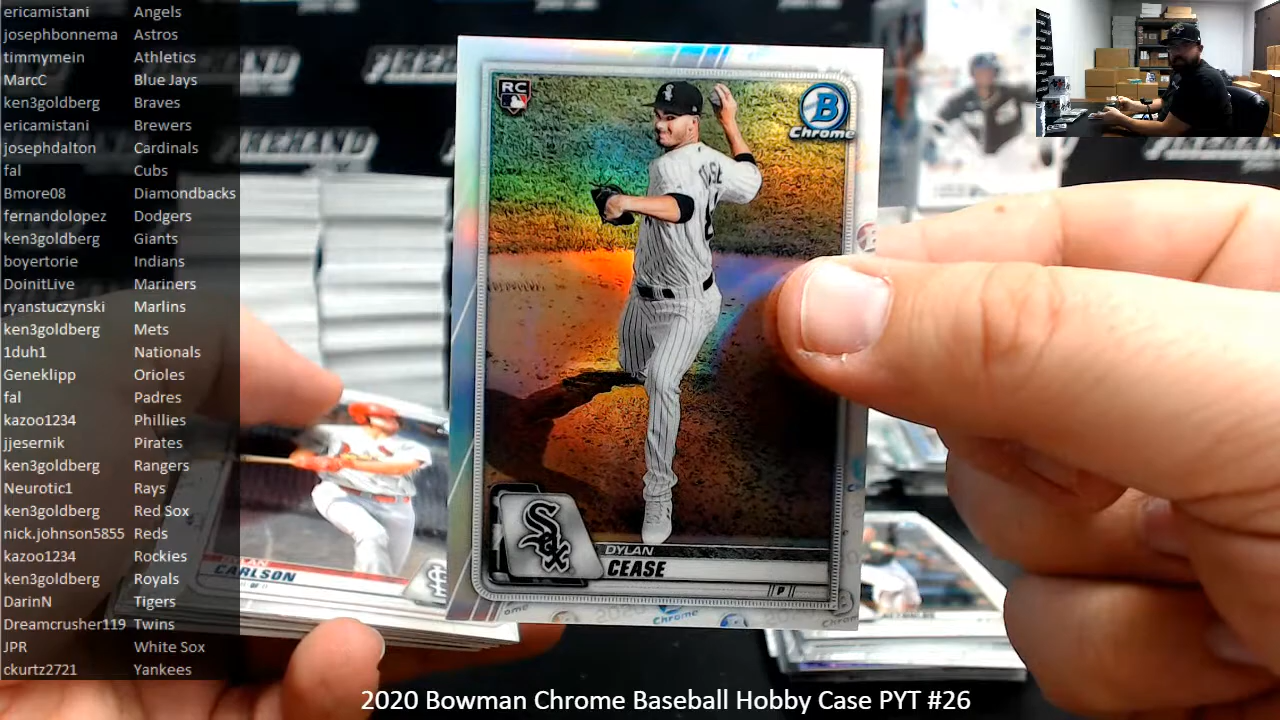 ericamistani Angels
josephbonnema Astros
timmymein Athletics
MarcC Blue Jays
ken3goldberg Braves
ericamistani Brewers
josephdalton Cardinals
fal Cubs
Bmore08 Diamondbacks
fernandolopez Dodgers
ken3goldberg Giants
boyertorie Indians
DoinitLive Mariners
ryanstuczynski Marlins
ken3goldberg Mets
1duh1 Nationals
Geneklipp Orioles
fal Padres
kazoo1234 Phillies
jjesernik Pirates
ken3goldberg Rangers
Neurotic1 Rays
ken3goldberg Red Sox
nick.johnson5855 Reds
kazoo1234 Rockies
ken3goldberg Royals
DarinN Tigers
Dreamcrusher119 Twins
JPR White Sox
ckurtz2721 Yankees
RC
B
Chrome
Sox
DYLAN
CEASE
P
Chrome
CARLSON
2020 Bowman Chrome Baseball Hobby Case PYT #26